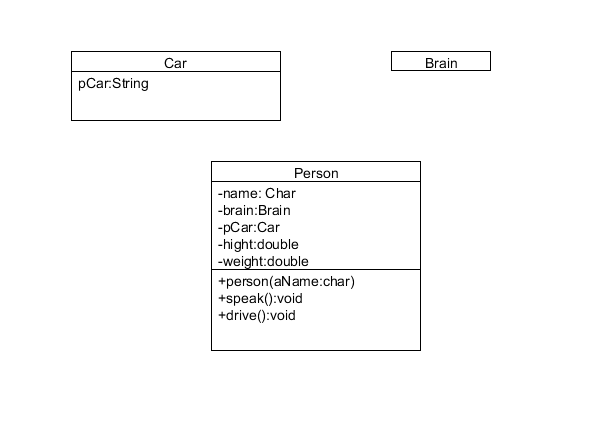 Car
pCar:String
Brain
Person
-name: Char
-brain:Brain
-pCar:Car
-hight:double
-weight:double
+person(aName:char)
+speak():void
+drive():void